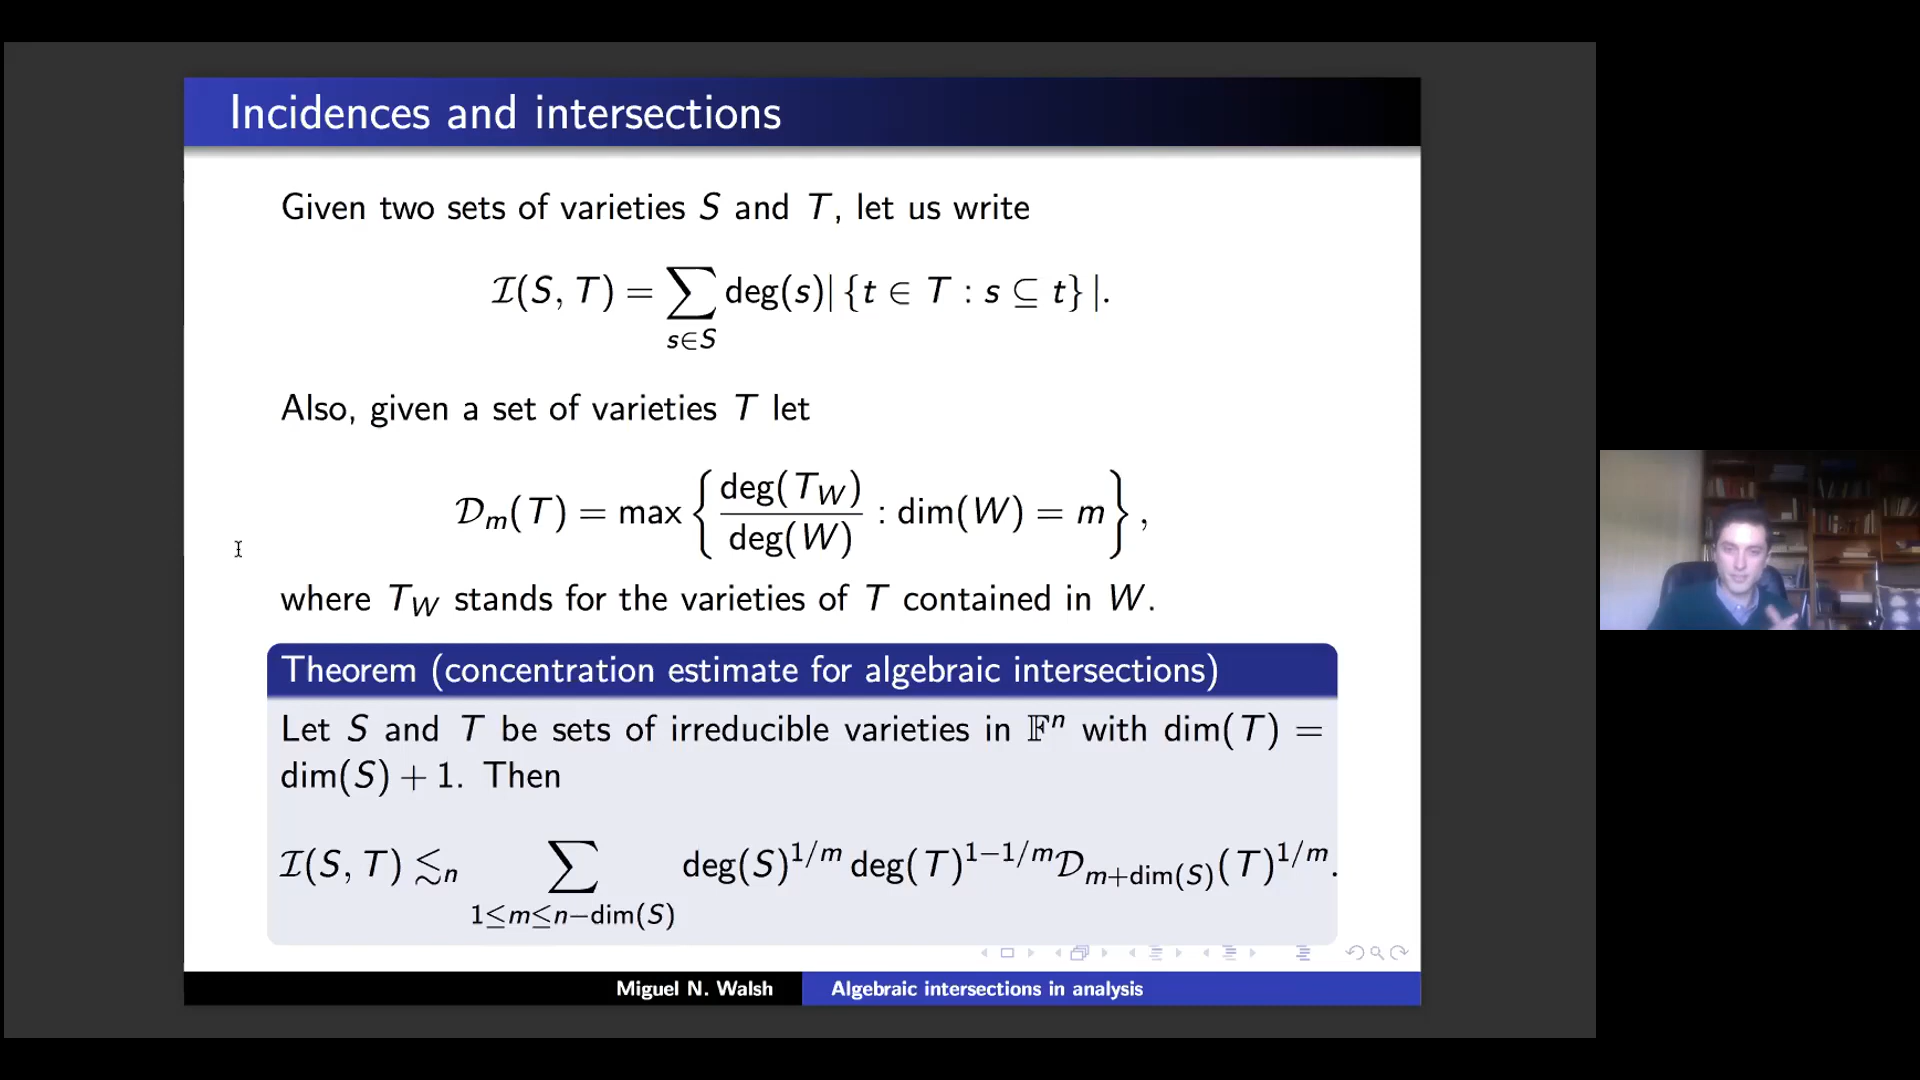 Incidences and intersections
Given two sets of varieties S and T, let us write
𝓘(S, T) = ∑_{s∈S} deg(s)| {t ∈ T : s ⊆ t} |.
Also, given a set of varieties T let
𝒟_m(T) = max { deg(T_W) / deg(W) : dim(W) = m } ,
where T_W stands for the varieties of T contained in W.
Theorem (concentration estimate for algebraic intersections)
Let S and T be sets of irreducible varieties in 𝔽ⁿ with dim(T) =
dim(S) + 1. Then
𝓘(S, T) ≲_n ∑_{1≤m≤n−dim(S)} deg(S)^{1/m} deg(T)^{1−1/m} 𝒟_{m+dim(S)}(T)^{1/m}.
Miguel N. Walsh
Algebraic intersections in analysis